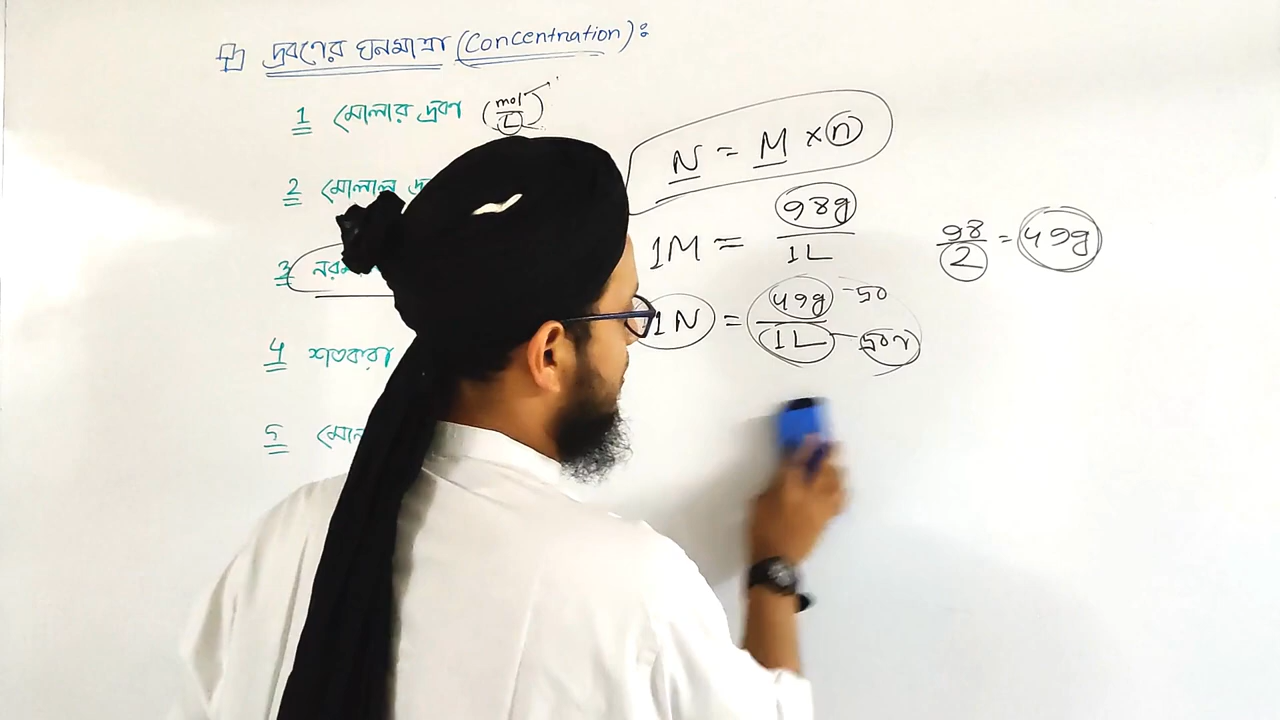 দ্রবণের ঘনমাত্রা (Concentration):
1 মোলার দ্রবণ (mol/L)
2 মোলাল
3
4 শতকরা
5
N = M × n
1M = 98g/1L
98/2 = 49g
1N = 49g/1L